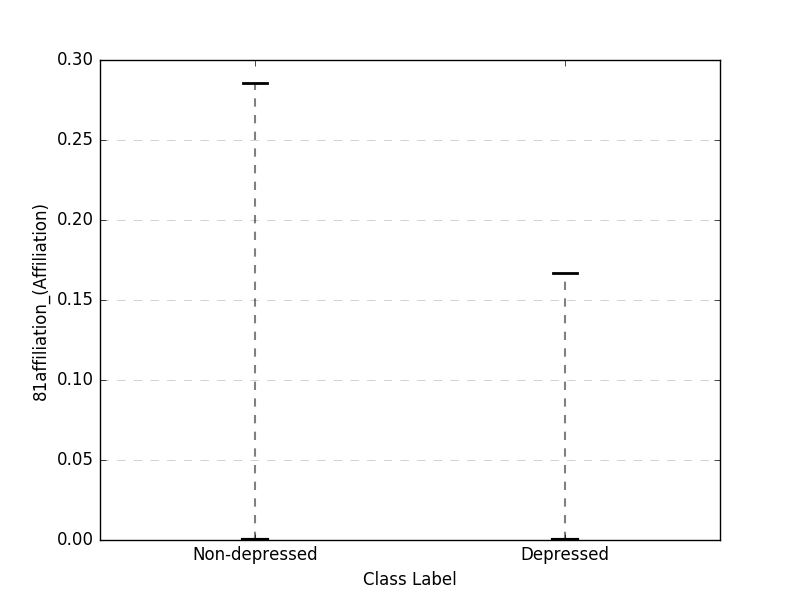 0.30
0.25
0.20
0.15
0.10
0.05
0.00
81affiliation_(Affiliation)
Non-depressed Depressed
Class Label